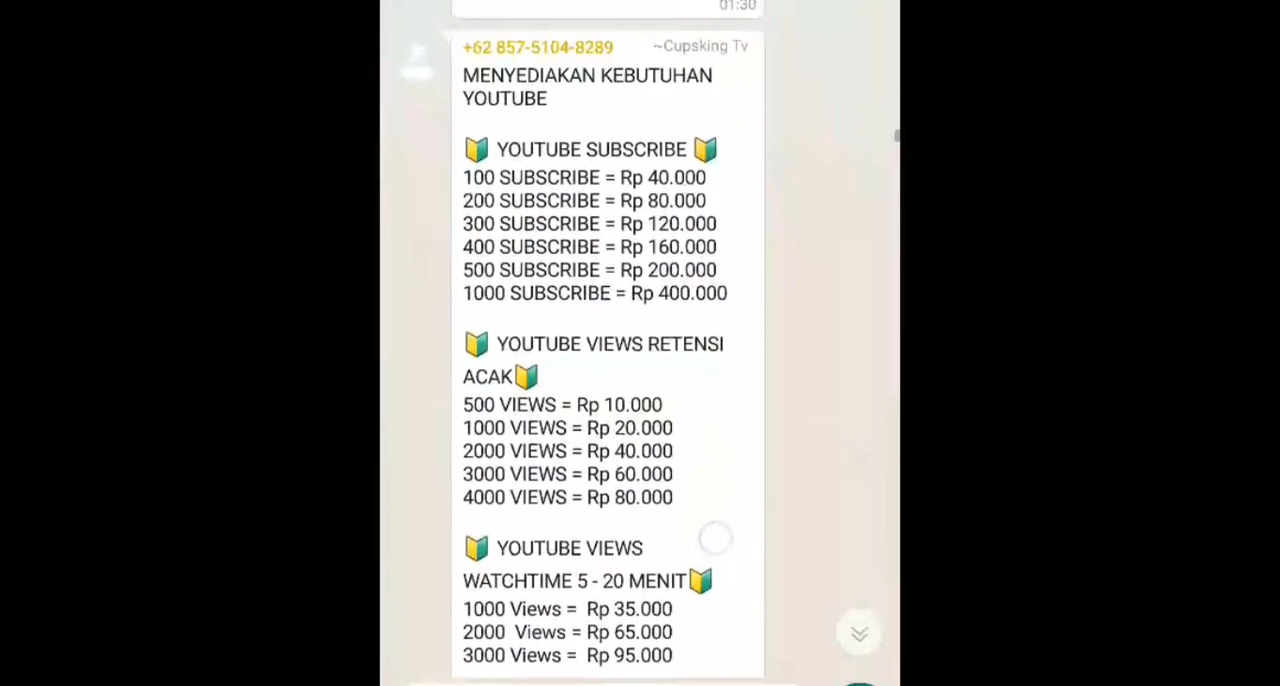 01:30
+62 857-5104-8289 ~Cupsking Tv
MENYEDIAKAN KEBUTUHAN
YOUTUBE
🔰 YOUTUBE SUBSCRIBE 🔰
100 SUBSCRIBE = Rp 40.000
200 SUBSCRIBE = Rp 80.000
300 SUBSCRIBE = Rp 120.000
400 SUBSCRIBE = Rp 160.000
500 SUBSCRIBE = Rp 200.000
1000 SUBSCRIBE = Rp 400.000
🔰 YOUTUBE VIEWS RETENSI
ACAK🔰
500 VIEWS = Rp 10.000
1000 VIEWS = Rp 20.000
2000 VIEWS = Rp 40.000
3000 VIEWS = Rp 60.000
4000 VIEWS = Rp 80.000
🔰 YOUTUBE VIEWS
WATCHTIME 5 - 20 MENIT🔰
1000 Views =  Rp 35.000
2000  Views = Rp 65.000
3000 Views =  Rp 95.000